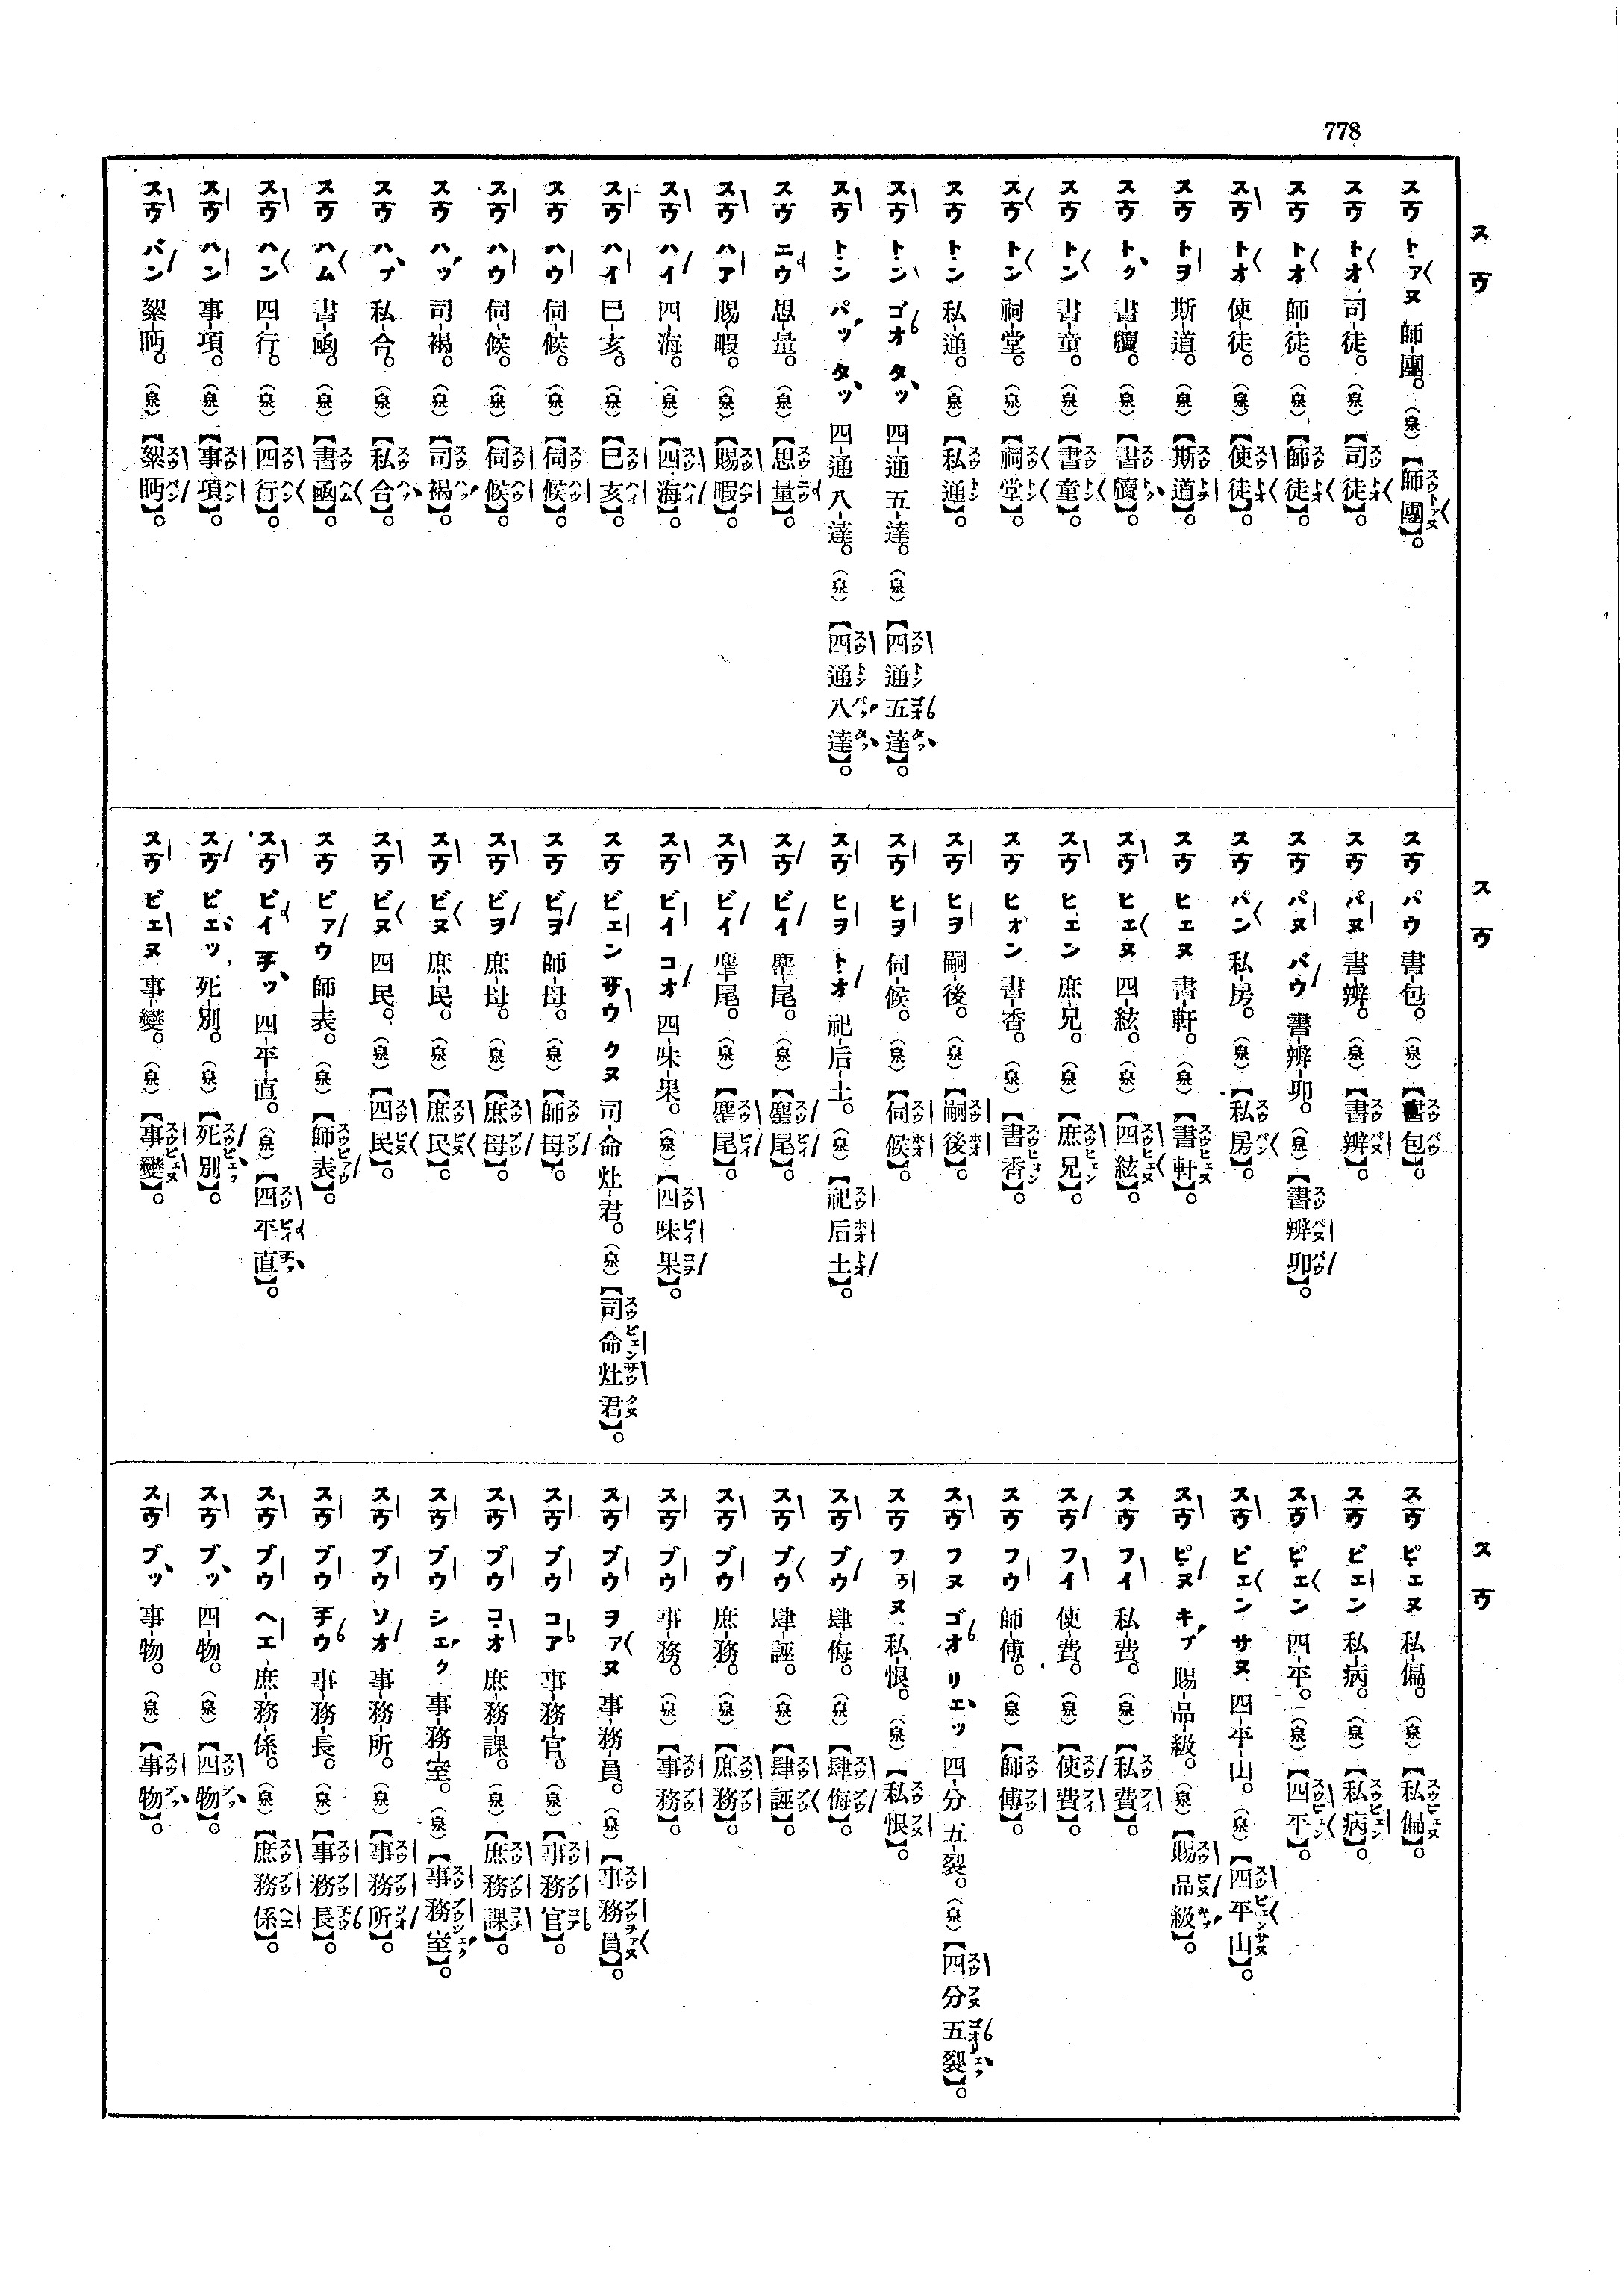 778
スウ
スウ トアヌ 師-團。(泉)【師團】。
スウ トオ 司-徒。(泉)【司徒】。
スウ トオ 師-徒。(泉)【師徒】。
スウ トオ 使-徒。(泉)【使徒】。
スウ トヲ 斯-道。(泉)【斯道】。
スウ トク 書-牘。(泉)【書牘】。
スウ トン 書-童。(泉)【書童】。
スウ トン 祠-堂。(泉)【祠堂】。
スウ トン 私-通。(泉)【私通】。
スウ トン ゴオ タッ 四-通 五-達。(泉)【四通五達】。
スウ トン パッ タッ 四-通 八-達。(泉)【四通八達】。
スウ ニウ 思-量。(泉)【思量】。
スウ ハア 賜-暇。(泉)【賜暇】。
スウ ハイ 四-海。(泉)【四海】。
スウ ハイ 巳-亥。(泉)【巳亥】。
スウ ハウ 伺-候。(泉)【伺候】。
スウ ハウ 伺-候。(泉)【伺候】。
スウ ハッ 司-褐。(泉)【司褐】。
スウ ハプ 私-合。(泉)【私合】。
スウ ハム 書-函。(泉)【書函】。
スウ ハン 四-行。(泉)【四行】。
スウ ハン 事-項。(泉)【事項】。
スウ バン 絮-眄。(泉)【絮眄】。
スウ
スウ パウ 書-包。(泉)【書包】。
スウ パヌ 書-辨。(泉)【書辨】。
スウ パヌ バウ 書-辨-卯。(泉)【書辨卯】。
スウ パン 私-房。(泉)【私房】。
スウ ヒエヌ 書-軒。(泉)【書軒】。
スウ ヒエヌ 四-絃。(泉)【四絃】。
スウ ヒエン 庶-兄。(泉)【庶兄】。
スウ ヒオン 書-香。(泉)【書香】。
スウ ヒヲ 嗣-後。(泉)【嗣後】。
スウ ヒヲ 伺-候。(泉)【伺候】。
スウ ヒヲ トオ 祀-后-土。(泉)【祀后土】。
スウ ビイ 麈-尾。(泉)【麈尾】。
スウ ビイ 麈-尾。(泉)【麈尾】。
スウ ビイ コオ 四-味-果。(泉)【四味果】。
スウ ビエン サウ クヌ 司-命 灶-君。(泉)【司命灶君】。
スウ ビヲ 師-母。(泉)【師母】。
スウ ビヲ 庶-母。(泉)【庶母】。
スウ ビヌ 庶-民。(泉)【庶民】。
スウ ビヌ 四-民。(泉)【四民】。
スウ ピアウ 師-表。(泉)【師表】。
スウ ピイ チッ 四-平-直。(泉)【四平直】。
スウ ピエッ 死-別。(泉)【死別】。
スウ ピエヌ 事-變。(泉)【事變】。
スウ
スウ ピエヌ 私-偏。(泉)【私偏】。
スウ ピエン 私-病。(泉)【私病】。
スウ ピエン 四-平。(泉)【四平】。
スウ ピエン サヌ 四-平-山。(泉)【四平山】。
スウ ピヌ キプ 賜-品-級。(泉)【賜品級】。
スウ フイ 私-費。(泉)【私費】。
スウ フイ 使-費。(泉)【使費】。
スウ フウ 師-傅。(泉)【師傅】。
スウ フヌ ゴオ リエッ 四-分 五-裂。(泉)【四分五裂】。
スウ フヌ 私-恨。(泉)【私恨】。
スウ ブウ 肆-侮。(泉)【肆侮】。
スウ ブウ 肆-誣。(泉)【肆誣】。
スウ ブウ 庶-務。(泉)【庶務】。
スウ ブウ 事-務。(泉)【事務】。
スウ ブウ ヲアヌ 事-務-員。(泉)【事務員】。
スウ ブウ コア 事-務-官。(泉)【事務官】。
スウ ブウ コオ 庶-務-課。(泉)【庶務課】。
スウ ブウ シエク 事-務-室。(泉)【事務室】。
スウ ブウ ソオ 事-務-所。(泉)【事務所】。
スウ ブウ チウ 事-務-長。(泉)【事務長】。
スウ ブウ ヘエ 庶-務-係。(泉)【庶務係】。
スウ ブッ 四-物。(泉)【四物】。
スウ ブッ 事-物。(泉)【事物】。